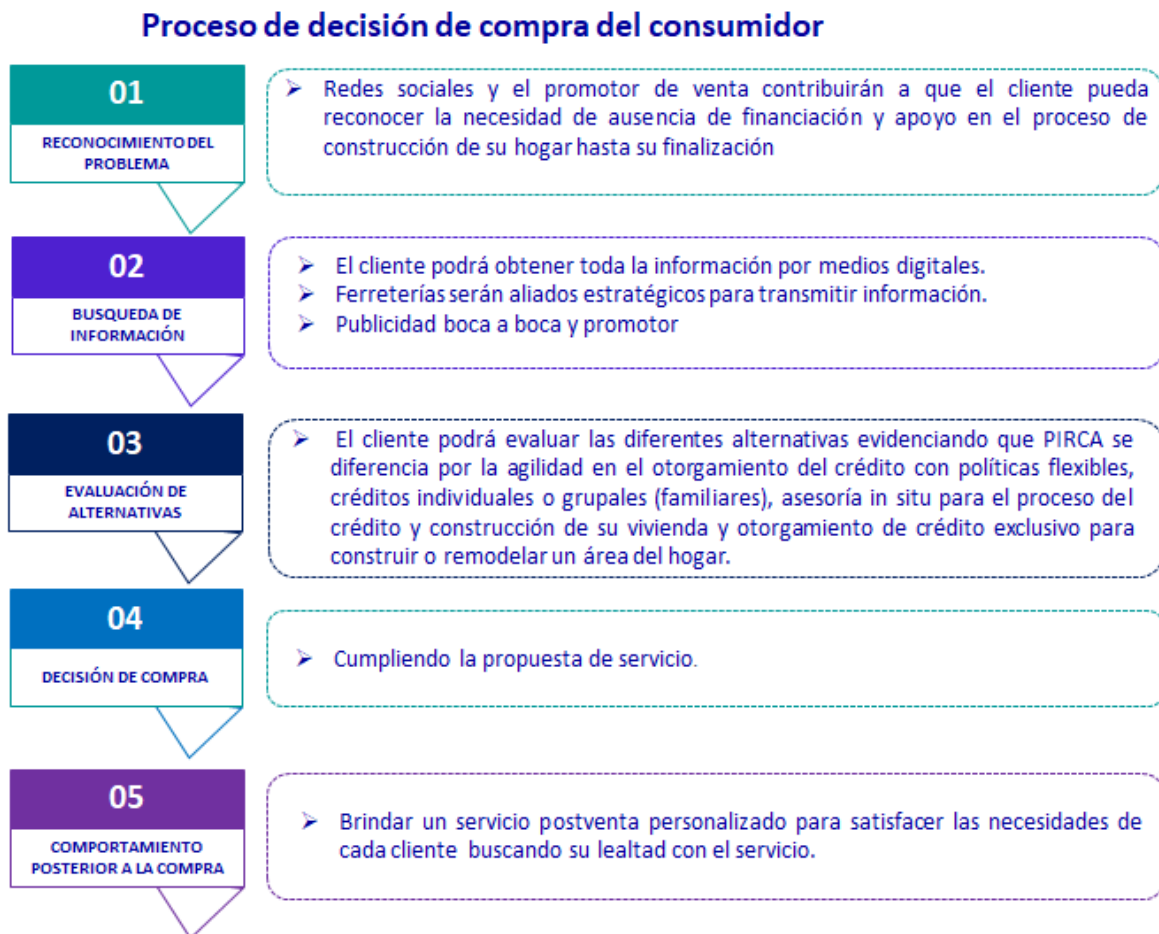 Proceso de decisión de compra del consumidor
01
RECONOCIMIENTO DEL
PROBLEMA
➢ Redes sociales y el promotor de venta contribuirán a que el cliente pueda
reconocer la necesidad de ausencia de financiación y apoyo en el proceso de
construcción de su hogar hasta su finalización
02
BUSQUEDA DE
INFORMACIÓN
➢ El cliente podrá obtener toda la información por medios digitales.
➢ Ferreterías serán aliados estratégicos para transmitir información.
➢ Publicidad boca a boca y promotor
03
EVALUACIÓN DE
ALTERNATIVAS
➢ El cliente podrá evaluar las diferentes alternativas evidenciando que PIRCA se
diferencia por la agilidad en el otorgamiento del crédito con políticas flexibles,
créditos individuales o grupales (familiares), asesoría in situ para el proceso del
crédito y construcción de su vivienda y otorgamiento de crédito exclusivo para
construir o remodelar un área del hogar.
04
DECISIÓN DE COMPRA
➢ Cumpliendo la propuesta de servicio.
05
COMPORTAMIENTO
POSTERIOR A LA COMPRA
➢ Brindar un servicio postventa personalizado para satisfacer las necesidades de
cada cliente buscando su lealtad con el servicio.